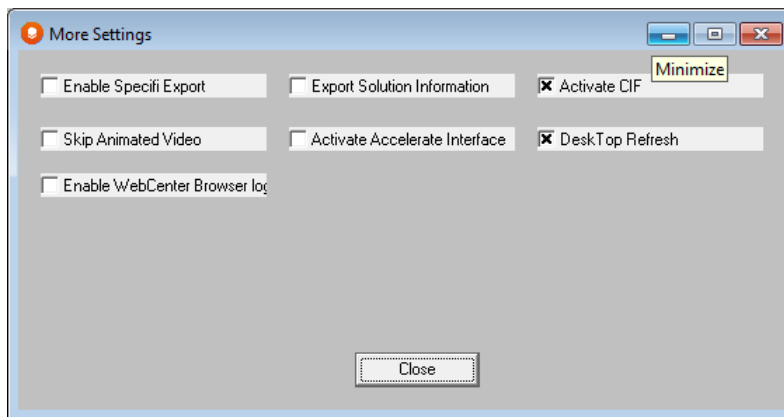 More Settings
Minimize
Enable Specifi Export
Export Solution Information
Activate CIF
Skip Animated Video
Activate Accelerate Interface
DeskTop Refresh
Enable WebCenter Browser log
Close